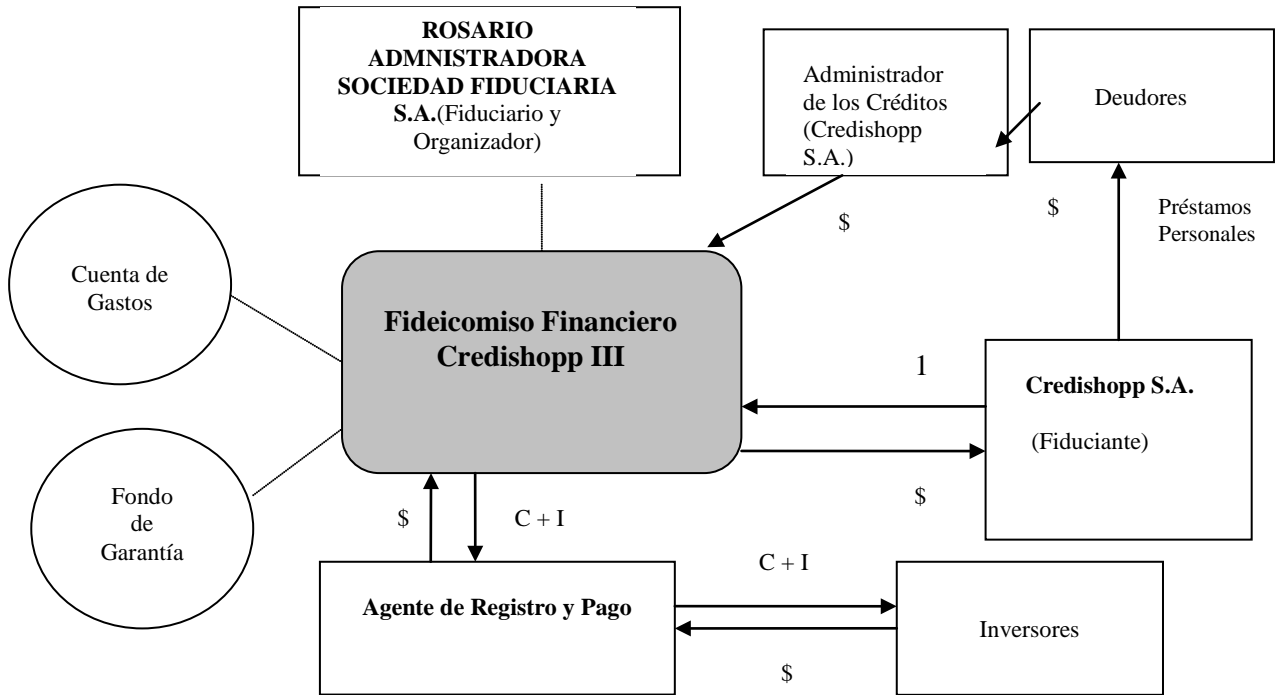 ROSARIO
ADMNISTRADORA
SOCIEDAD FIDUCIARIA
S.A.(Fiduciario y
Organizador)
Administrador
de los Créditos
(Credishopp
S.A.)
Deudores
$
$
Préstamos
Personales
Cuenta de
Gastos
Fideicomiso Financiero
Credishopp III
1
Credishopp S.A.
(Fiduciante)
$
Fondo
de
Garantía
$
C + I
C + I
Agente de Registro y Pago
Inversores
$